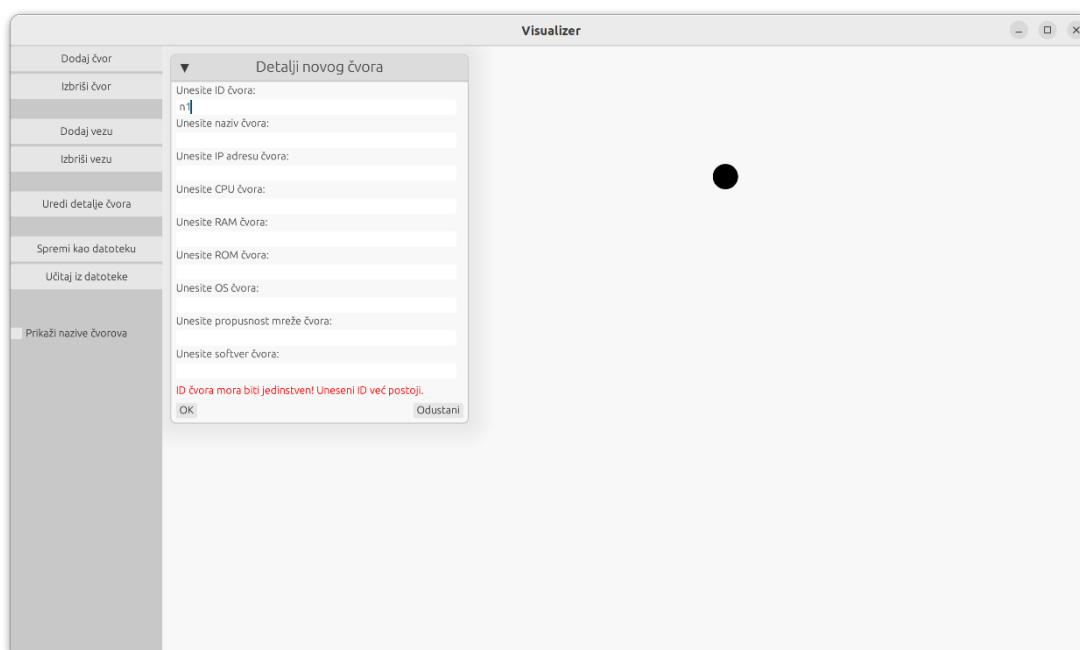 Visualizer
Dodaj čvor
Izbriši čvor
Dodaj vezu
Izbriši vezu
Uredi detalje čvora
Spremi kao datoteku
Učitaj iz datoteke
Prikaži nazive čvorova
Detalji novog čvora
Unesite ID čvora:
n1
Unesite naziv čvora:
Unesite IP adresu čvora:
Unesite CPU čvora:
Unesite RAM čvora:
Unesite ROM čvora:
Unesite OS čvora:
Unesite propusnost mreže čvora:
Unesite softver čvora:
ID čvora mora biti jedinstven! Uneseni ID već postoji.
OK Odustani